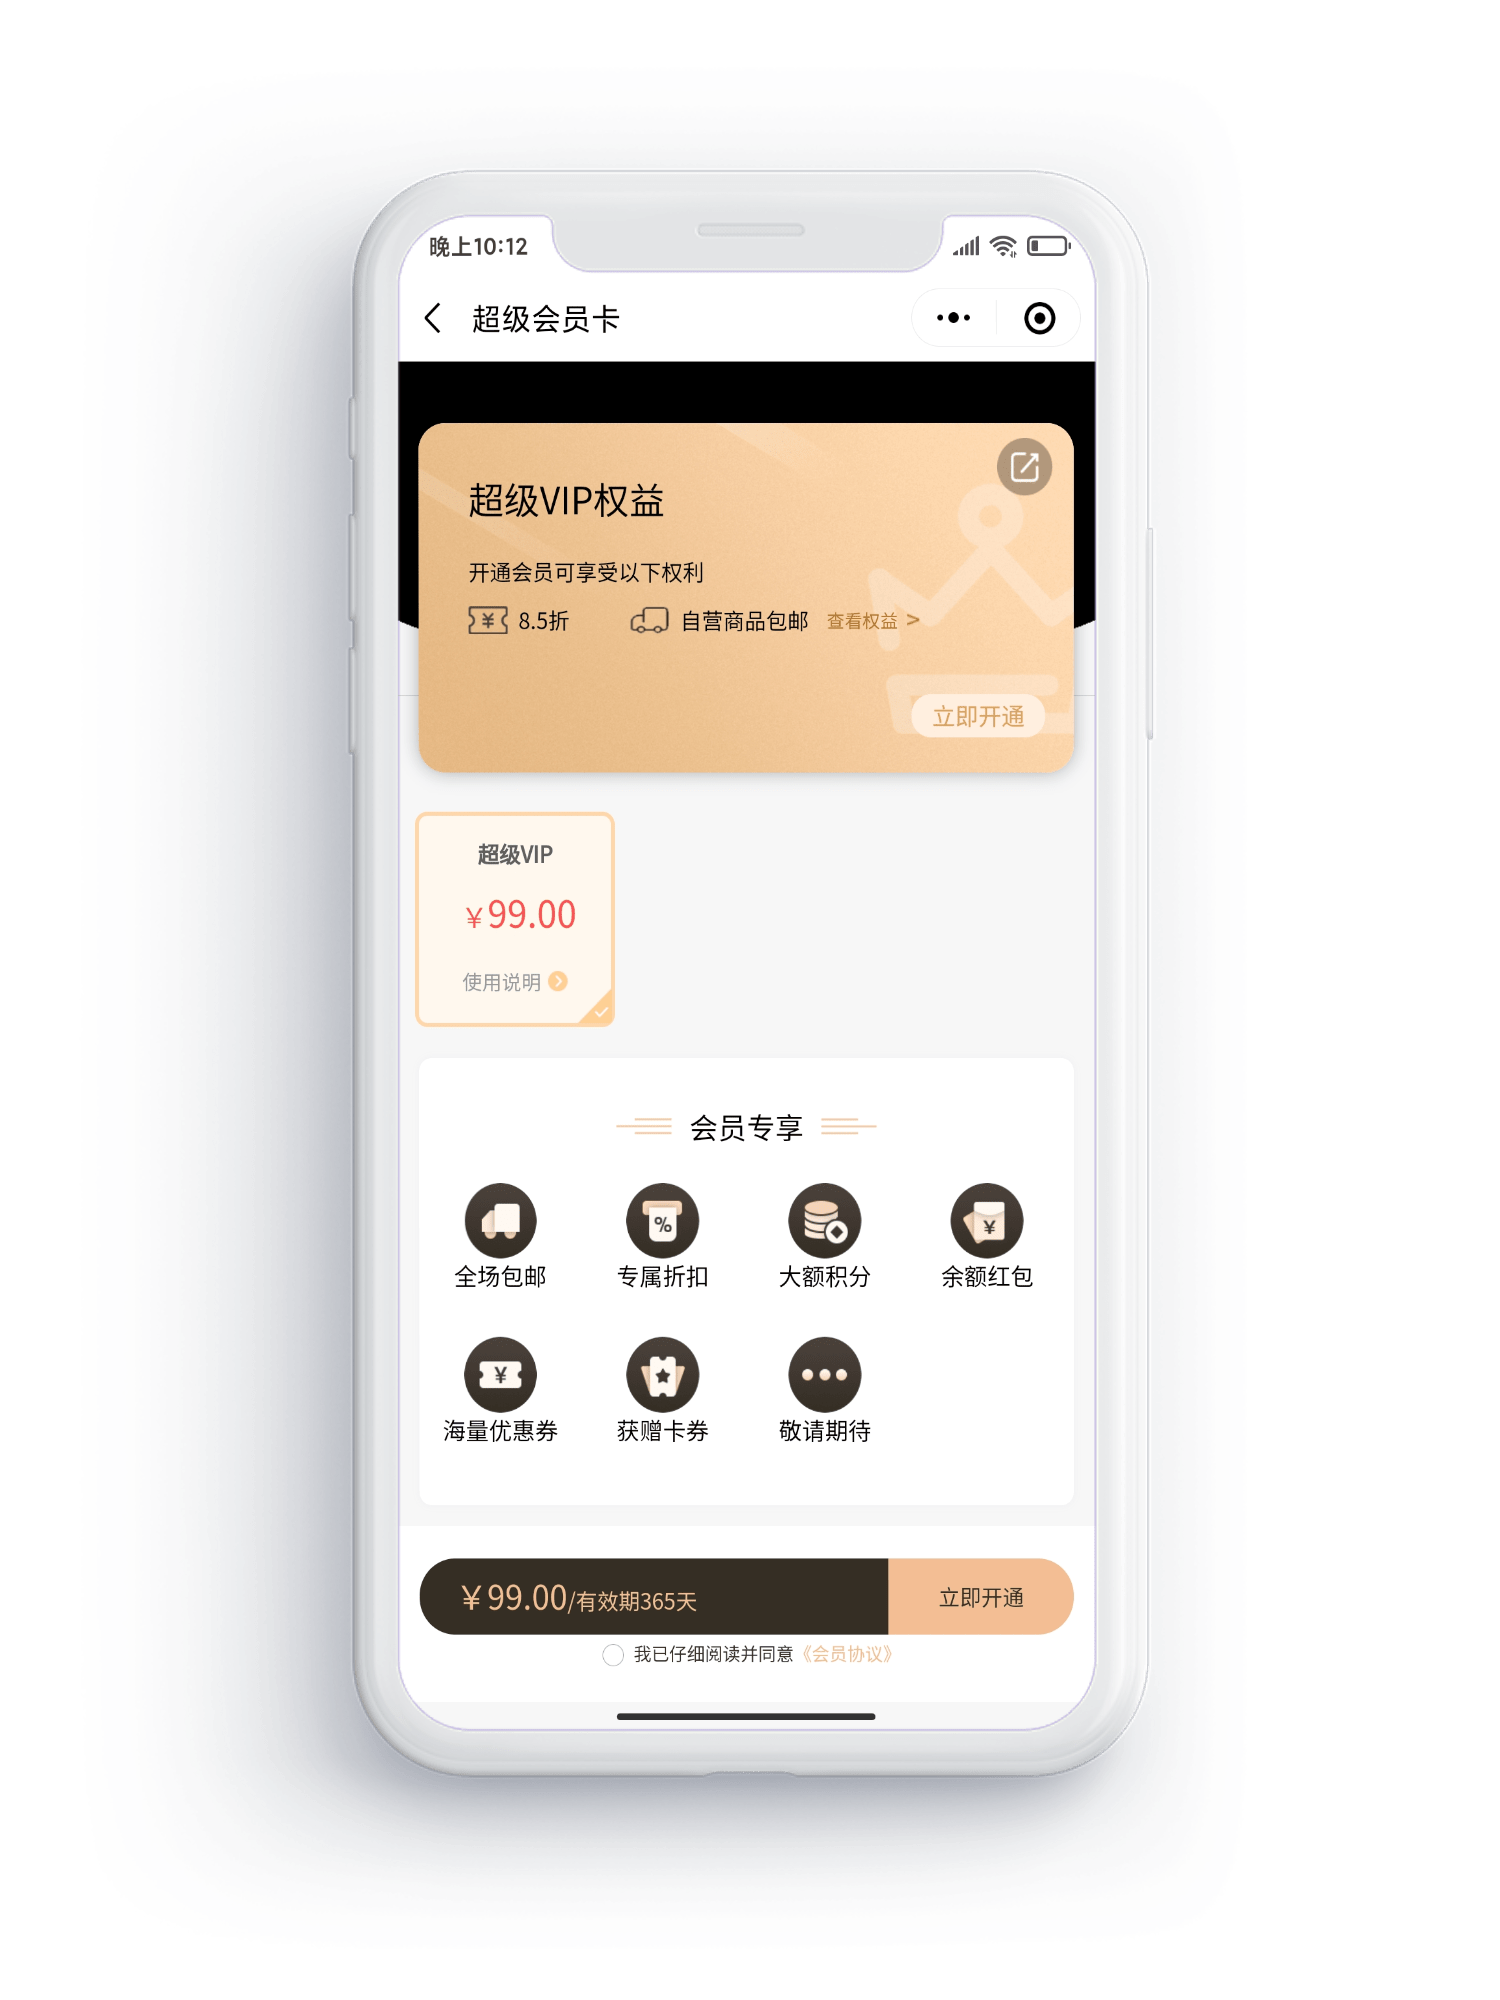 晚上10:12
超级会员卡
超级VIP权益
开通会员可享受以下权利
¥ 8.5折 自营商品包邮 查看权益 >
立即开通
超级VIP
¥99.00
使用说明
会员专享
% ¥
全场包邮 专属折扣 大额积分 余额红包
¥
海量优惠券 获赠卡券 敬请期待
¥99.00/有效期365天 立即开通
我已仔细阅读并同意《会员协议》